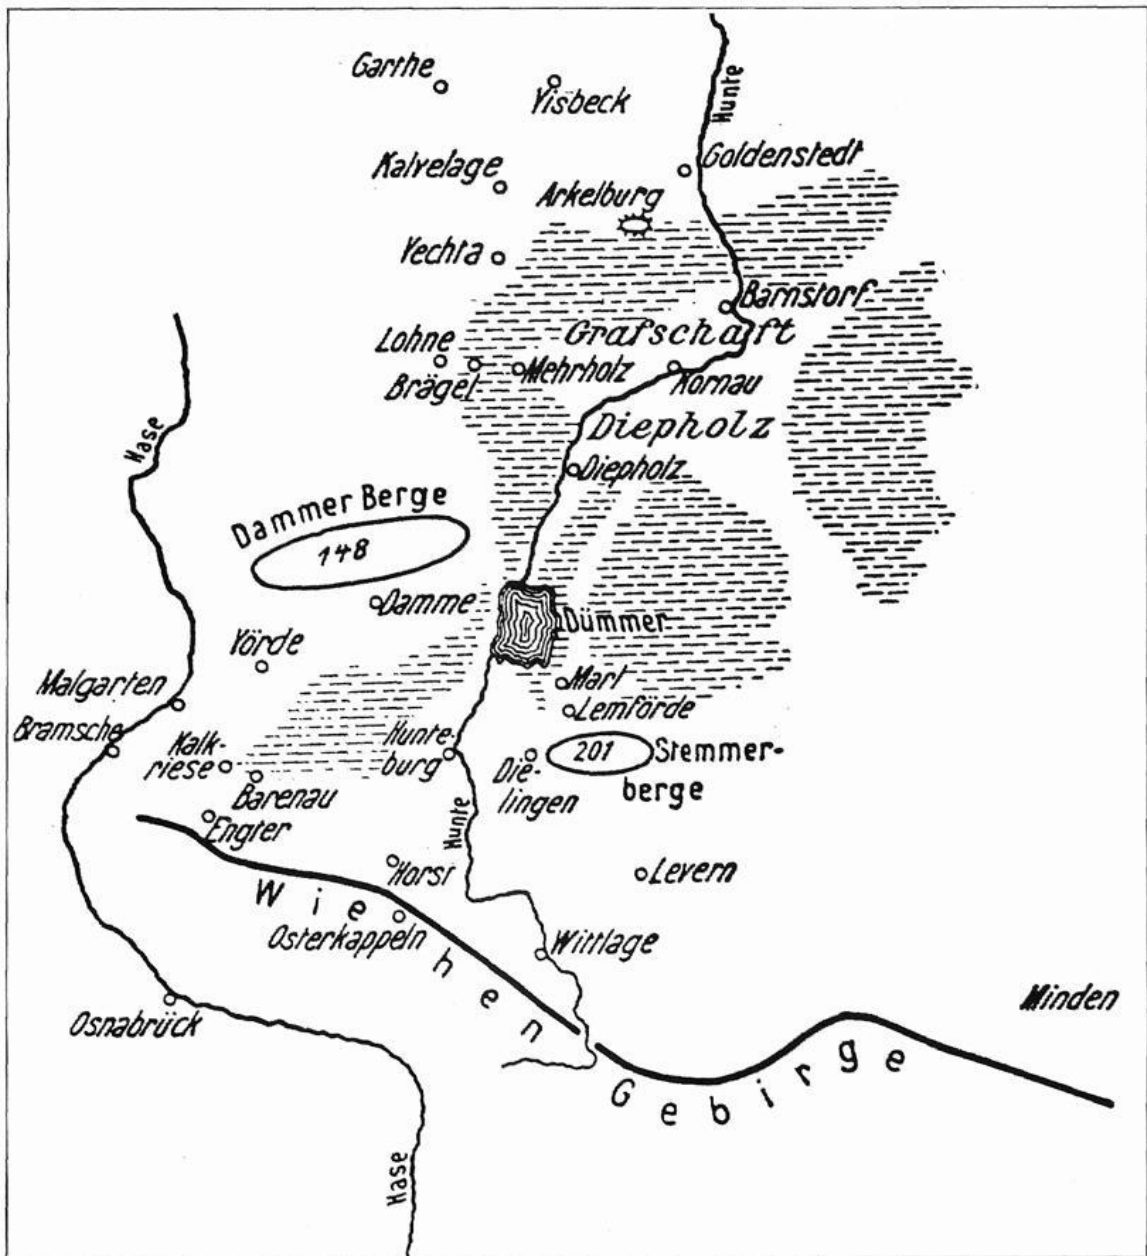 Garthe
Visbeck
Hunte
Kalvelage
Goldenstedt
Arkelburg
Vechta
Barnstorf
Grafschaft
Lohne
Brägel
Mehrholz
Kornau
Diepholz
Diepholz
Hase
Dammer Berge
148
Damme
Dümmer
Vörde
Malgarten
Marl
Lemförde
Bramsche
Kalk-
riese
Hunte-
burg
Die-
lingen
201
Stemmer-
berge
Barenau
Engter
Hunte
Horst
Levern
Wiehen
Osterkappeln
Wittlage
Osnabrück
Minden
Gebirge
Hase